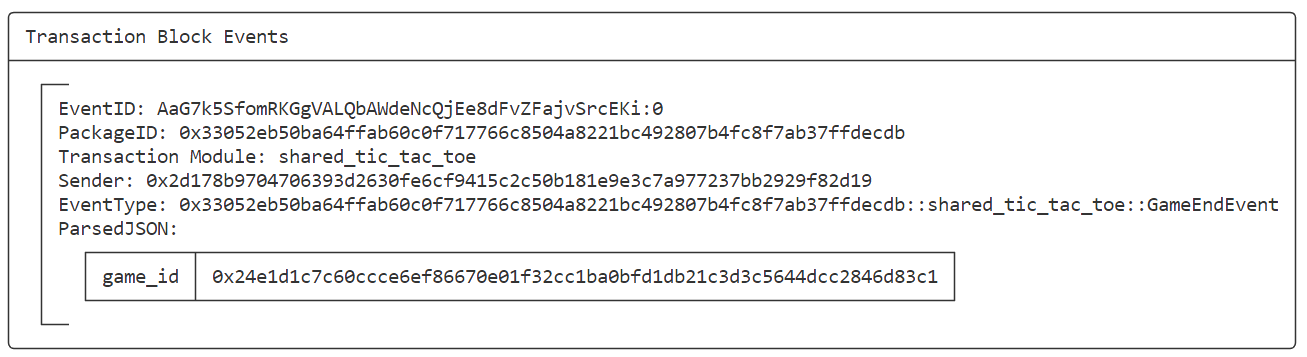 Transaction Block Events
EventID: AaG7k5SfomRKGgVALQbAWdeNcQjEe8dFvZFajvSrcEKi:0
PackageID: 0x33052eb50ba64ffab60c0f717766c8504a8221bc492807b4fc8f7ab37ffdecdb
Transaction Module: shared_tic_tac_toe
Sender: 0x2d178b9704706393d2630fe6cf9415c2c50b181e9e3c7a977237bb2929f82d19
EventType: 0x33052eb50ba64ffab60c0f717766c8504a8221bc492807b4fc8f7ab37ffdecdb::shared_tic_tac_toe::GameEndEvent
ParsedJSON:
game_id 0x24e1d1c7c60ccce6ef86670e01f32cc1ba0bfd1db21c3d3c5644dcc2846d83c1